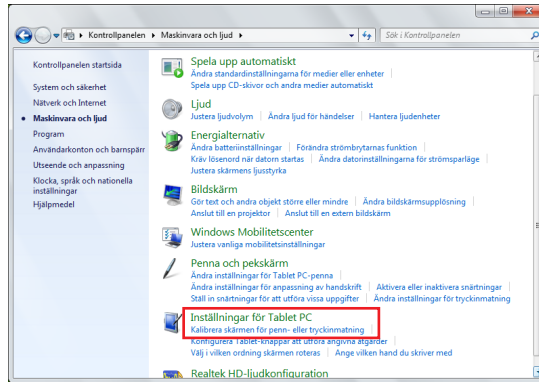 Kontrollpanelen Maskinvara och ljud
Sök i Kontrollpanelen
Kontrollpanelen startsida
System och säkerhet
Nätverk och Internet
Maskinvara och ljud
Program
Användarkonton och barnspärr
Utseende och anpassning
Klocka, språk och nationella
inställningar
Hjälpmedel
Spela upp automatiskt
Ändra standardinställningarna för medier eller enheter
Spela upp CD-skivor och andra medier automatiskt
Ljud
Justera ljudvolym Ändra ljud för händelser Hantera ljudenheter
Energialternativ
Ändra batteriinställningar Förändra strömbrytarnas funktion
Kräv lösenord när datorn startas Ändra datorinställningarna för strömsparläge
Justera skärmens ljusstyrka
Bildskärm
Gör text och andra objekt större eller mindre Ändra bildskärmsupplösning
Anslut till en projektor Anslut till en extern bildskärm
Windows Mobilitetscenter
Justera vanliga mobilitetsinställningar
Penna och pekskärm
Ändra inställningar för Tablet PC-penna
Ändra inställningar för anpassning av handskrift Aktivera eller inaktivera snärtningar
Ställ in snärtningar för att utföra vissa uppgifter Ändra inställningar för tryckinmatning
Inställningar för Tablet PC
Kalibrera skärmen för penn- eller tryckinmatning
Konfigurera Tablet-knappar att utföra angivna åtgärder
Välj i vilken ordning skärmen roteras Ange vilken hand du skriver med
Realtek HD-ljudkonfiguration